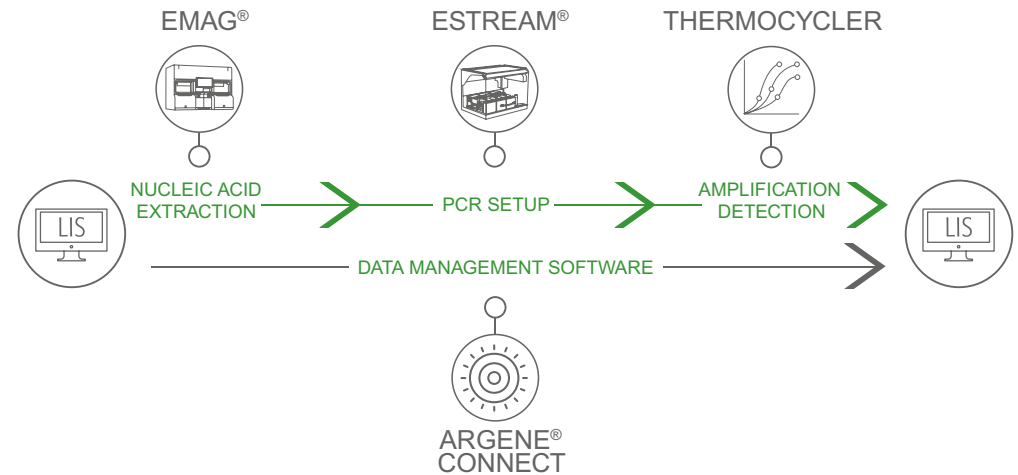 EMAG®
ESTREAM®
THERMOCYCLER
NUCLEIC ACID
EXTRACTION
PCR SETUP
AMPLIFICATION
DETECTION
LIS
LIS
DATA MANAGEMENT SOFTWARE
ARGENE®
CONNECT